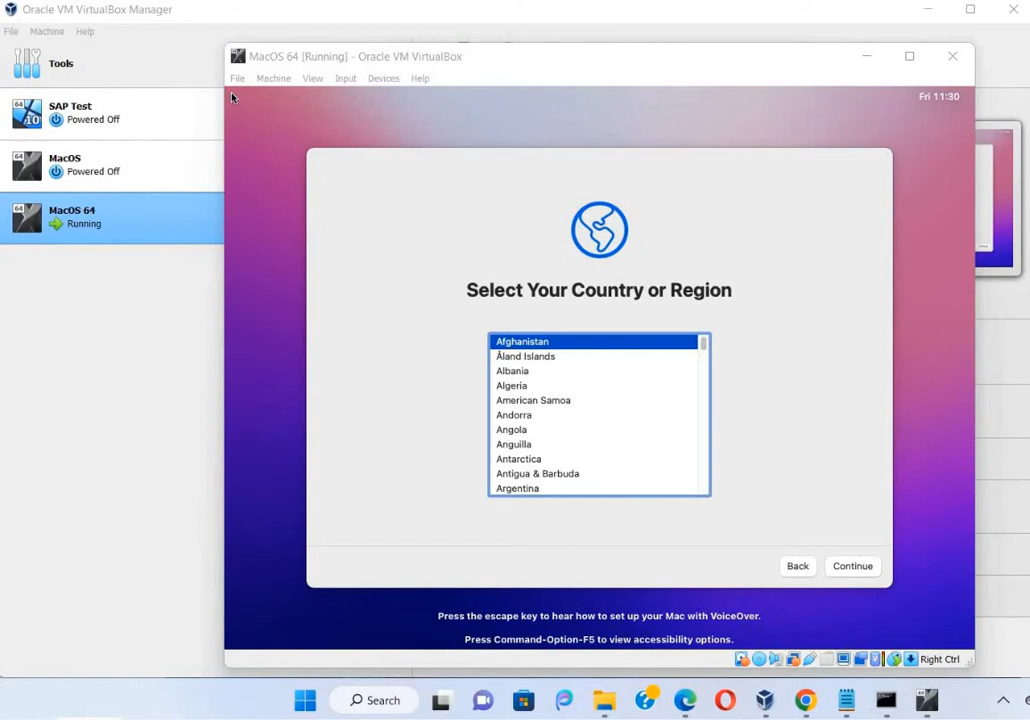 Oracle VM VirtualBox Manager
File Machine Help
Tools
64
10
SAP Test
Powered Off
64
MacOS
Powered Off
64
MacOS 64
Running
MacOS 64 [Running] - Oracle VM VirtualBox
File Machine View Input Devices Help
Fri 11:30
Select Your Country or Region
Afghanistan
Åland Islands
Albania
Algeria
American Samoa
Andorra
Angola
Anguilla
Antarctica
Antigua & Barbuda
Argentina
Back
Continue
Press the escape key to hear how to set up your Mac with VoiceOver.
Press Command-Option-F5 to view accessibility options.
Right Ctrl
Search